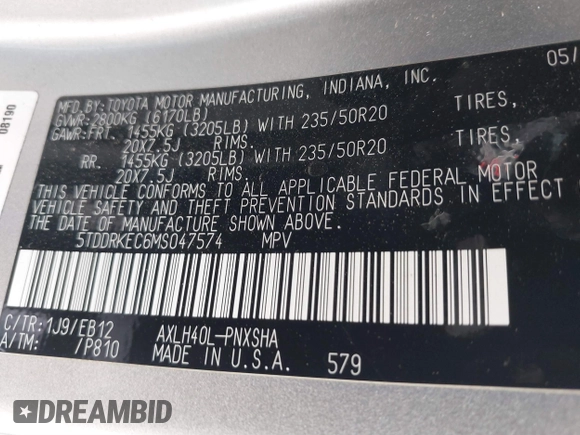 08190
MFD.BY:TOYOTA MOTOR MANUFACTURING, INDIANA, INC. 05/
GVWR:2800KG (6170LB)
GAWR:FRT. 1455KG (3205LB) WITH 235/50R20 TIRES,
20X7.5J RIMS.
RR. 1455KG (3205LB) WITH 235/50R20 TIRES,
20X7.5J RIMS.
THIS VEHICLE CONFORMS TO ALL APPLICABLE FEDERAL MOTOR
VEHICLE SAFETY AND THEFT PREVENTION STANDARDS IN EFFECT
THE DATE OF MANUFACTURE SHOWN ABOVE.
5TDDRKEC6MS047574 MPV
C/TR:1J9/EB12 AXLH40L-PNXSHA
A/TM: /P810 MADE IN U.S.A. 579
DREAMBID